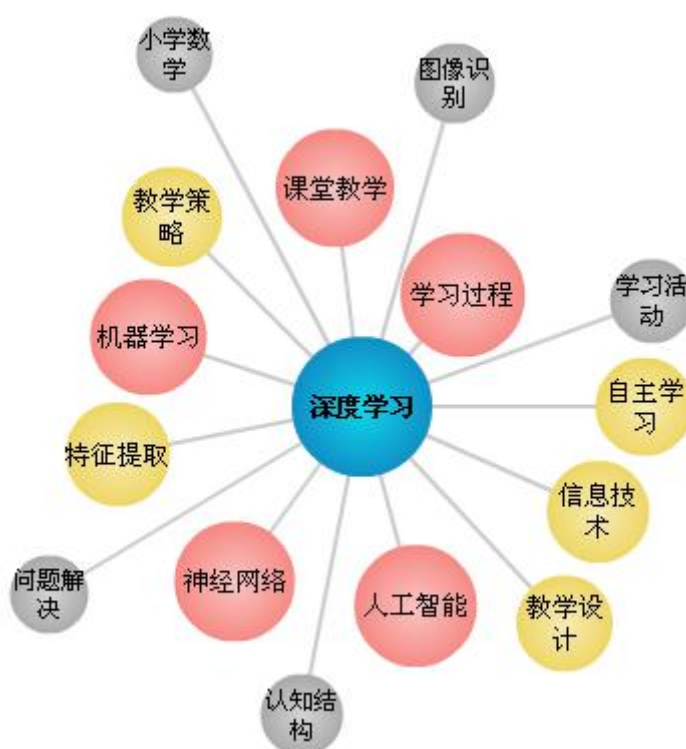 小学数
学
图像识
别
课堂教学
教学策
略
学习过程
学习活
动
机器学习
深度学习
自主学
习
特征提取
信息技
术
问题解
决
神经网络
人工智能
教学设
计
认知结
构